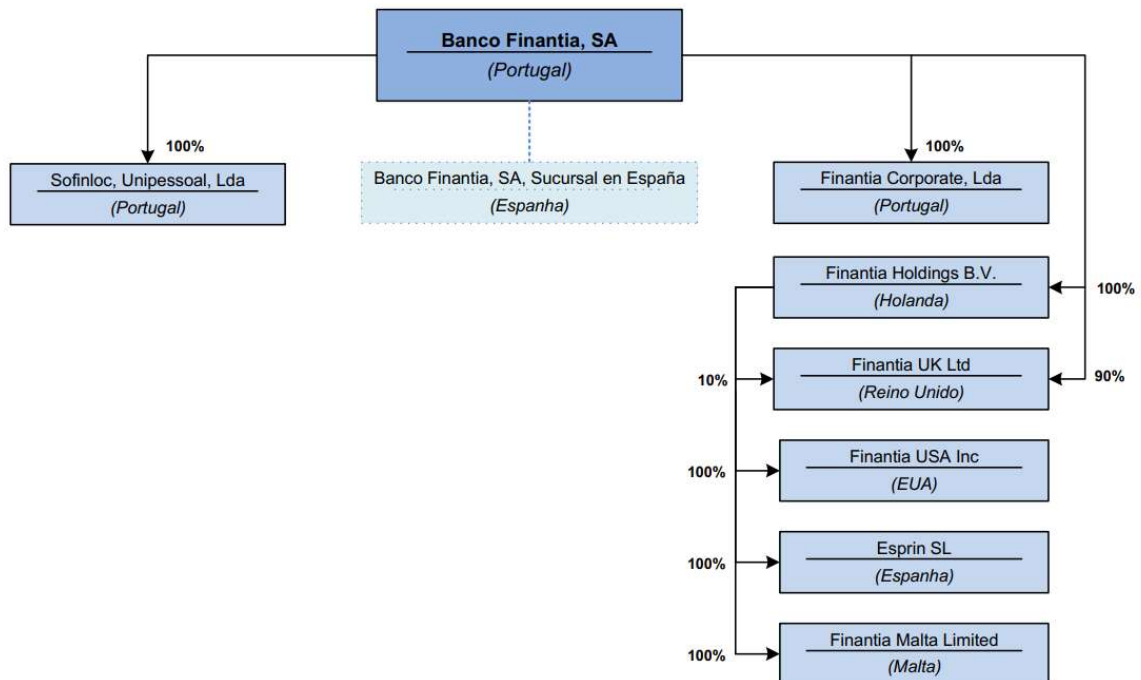 Banco Finantia, SA
(Portugal)
100%
Sofinloc, Unipessoal, Lda
(Portugal)
Banco Finantia, SA, Sucursal en España
(Espanha)
100%
Finantia Corporate, Lda
(Portugal)
Finantia Holdings B.V.
(Holanda)
100%
10%
Finantia UK Ltd
(Reino Unido)
90%
100%
Finantia USA Inc
(EUA)
100%
Esprin SL
(Espanha)
100%
Finantia Malta Limited
(Malta)